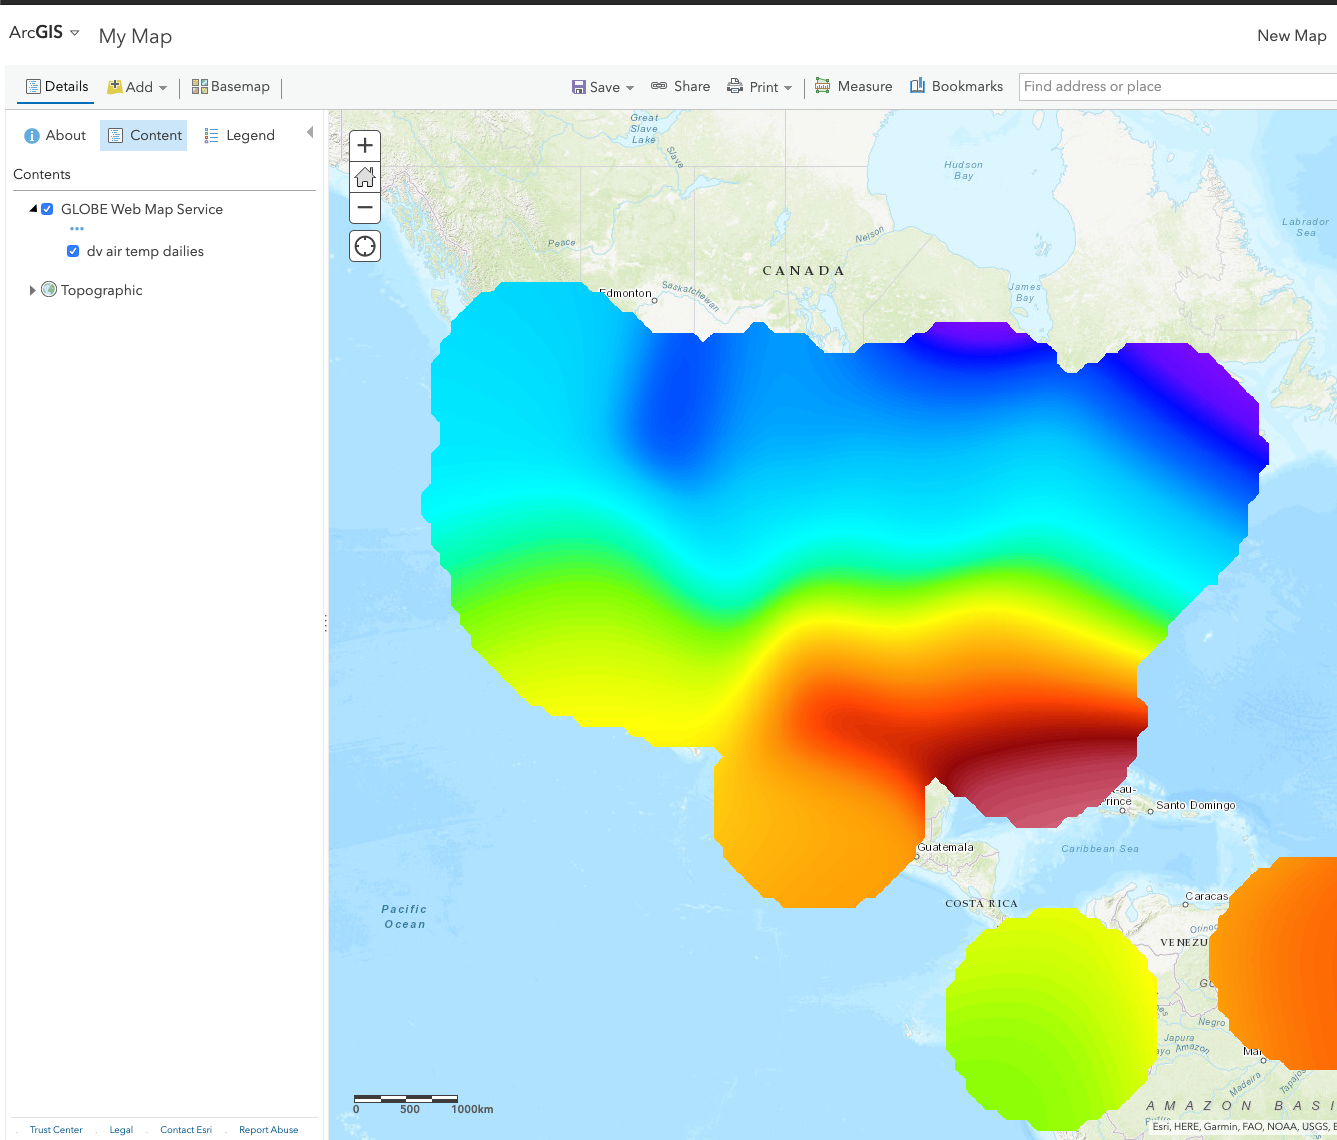 ArcGIS My Map New Map
Details Add Basemap Save Share Print Measure Bookmarks Find address or place
About Content Legend
Contents
GLOBE Web Map Service
dv air temp dailies
Topographic
Great
Slave
Lake
Slave
Hudson
Bay
Labrador
Sea
Peace
Nelson
CANADA
James
Bay
Edmonton
Saskatchewan
-au-
Prince
Santo Domingo
Guatemala
Caribbean Sea
Caracas
COSTA RICA
Pacific
Ocean
VENEZU
Negro
Japura
Amazon
Madeira
Tapajos
AMAZON BASI
0 500 1000km
Esri, HERE, Garmin, FAO, NOAA, USGS, E
Trust Center Legal Contact Esri Report Abuse